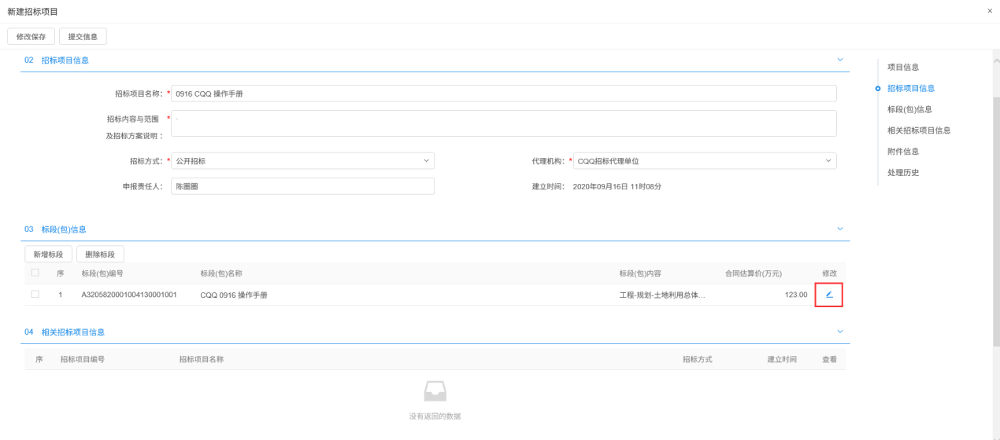 新建招标项目 ×
修改保存 提交信息
02 招标项目信息
招标项目名称: * 0916 CQQ 操作手册
招标内容与范围 * -
及招标方案说明:
招标方式: * 公开招标 代理机构: * CQQ招标代理单位
申报责任人: 陈圈圈 建立时间: 2020年09月16日 11时08分
03 标段(包)信息
新增标段 删除标段
序 标段(包)编号 标段(包)名称 标段(包)内容 合同估算价(万元) 修改
1 A3205820001004130001001 CQQ 0916 操作手册 工程-规划-土地利用总体... 123.00
04 相关招标项目信息
序 招标项目编号 招标项目名称 招标方式 建立时间 查看
没有返回的数据
项目信息
招标项目信息
标段(包)信息
相关招标项目信息
附件信息
处理历史